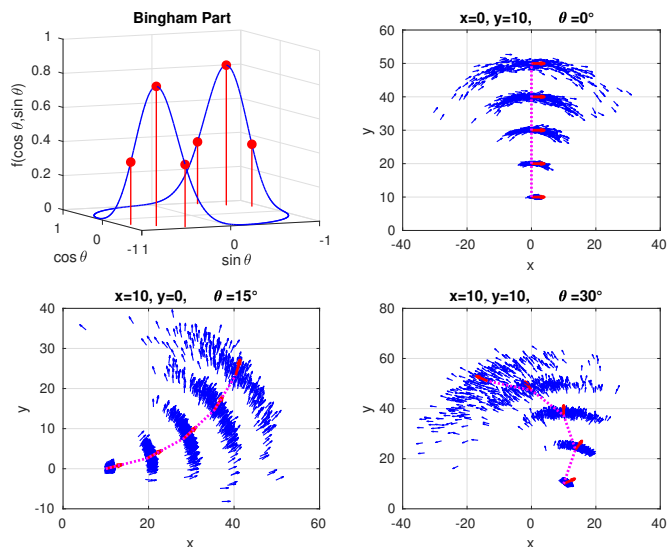 Bingham Part
f(cos θ,sin θ)
1
0.8
0.6
0.4
0.2
0
1
0
-1
1
0
-1
cos θ
sin θ
x=0, y=10, θ =0°
y
60
50
40
30
20
10
0
-40 -20 0 20 40
x
x=10, y=0, θ =15°
y
40
30
20
10
0
-10
0 20 40 60
x
x=10, y=10, θ =30°
y
80
60
40
20
0
-40 -20 0 20 40
x